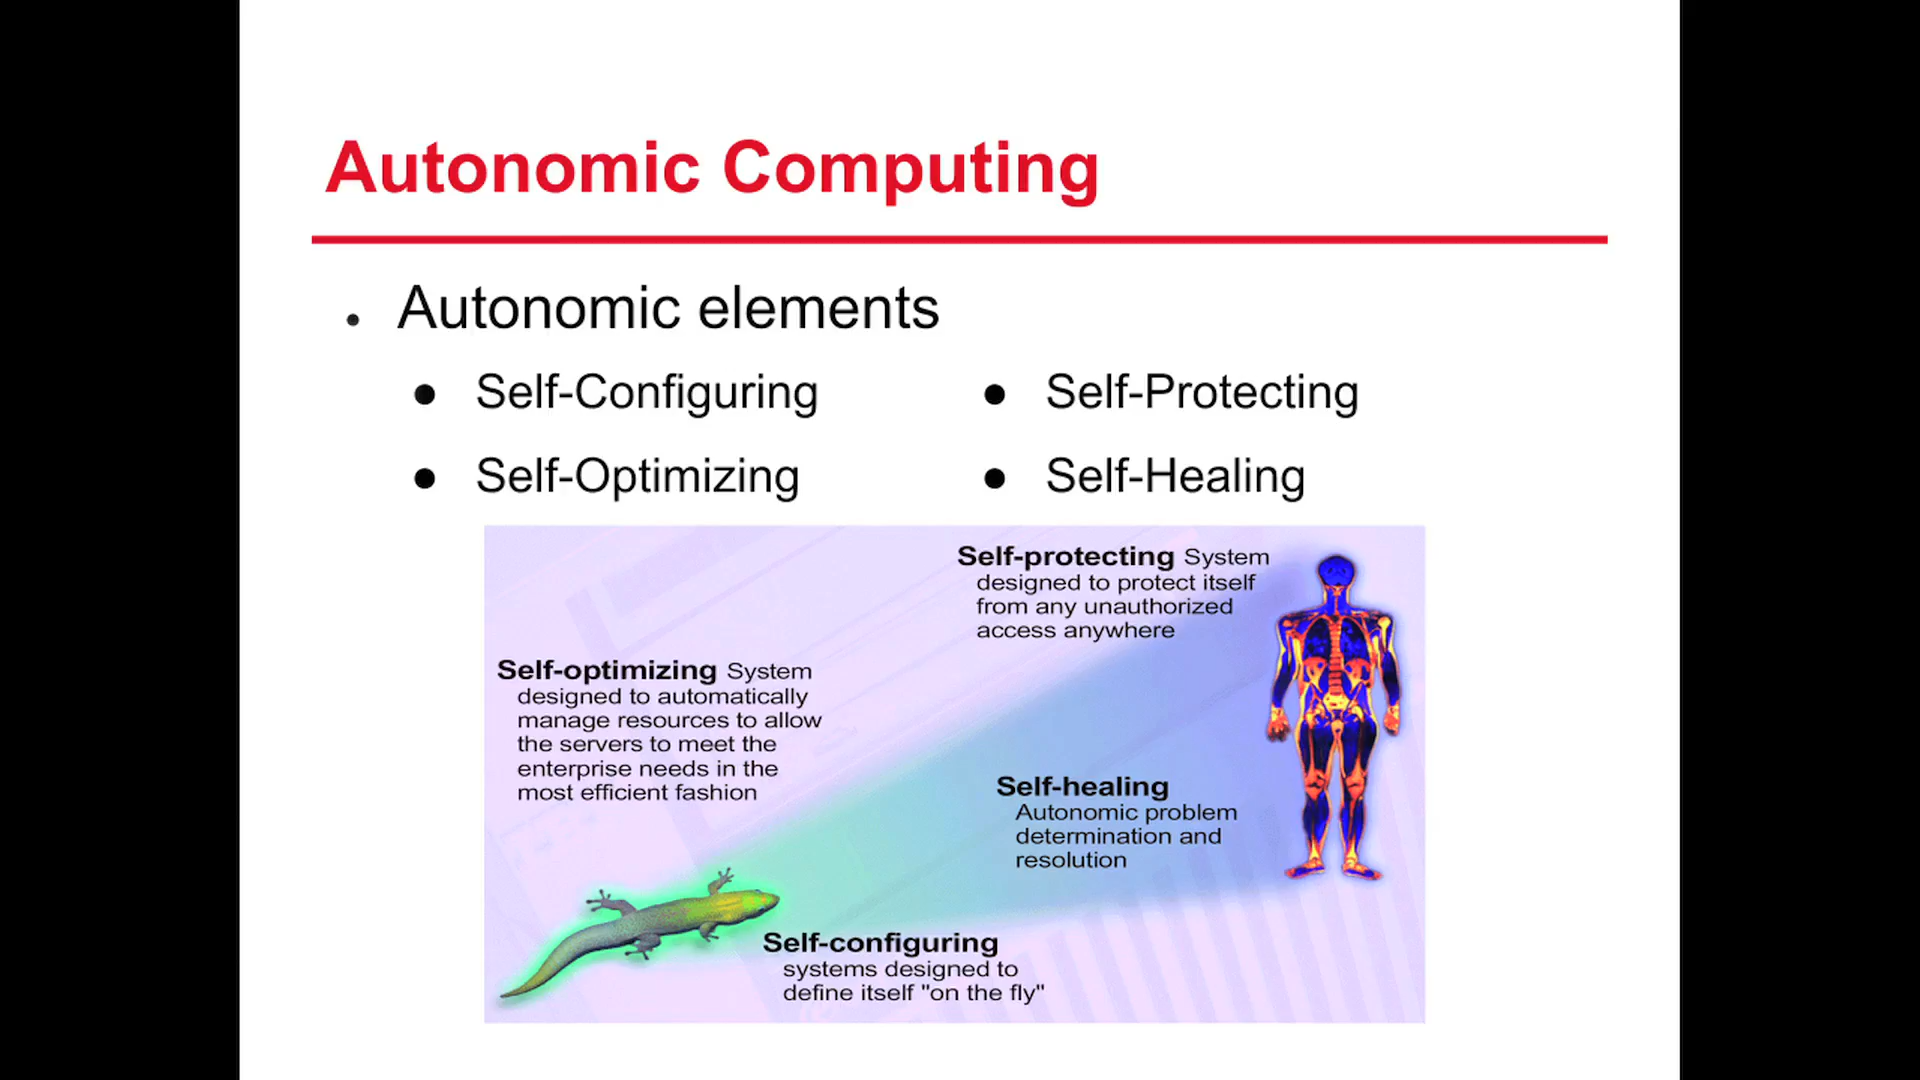 Autonomic Computing
• Autonomic elements
● Self-Configuring
● Self-Optimizing
● Self-Protecting
● Self-Healing
Self-protecting System
designed to protect itself
from any unauthorized
access anywhere
Self-optimizing System
designed to automatically
manage resources to allow
the servers to meet the
enterprise needs in the
most efficient fashion
Self-healing
Autonomic problem
determination and
resolution
Self-configuring
systems designed to
define itself "on the fly"